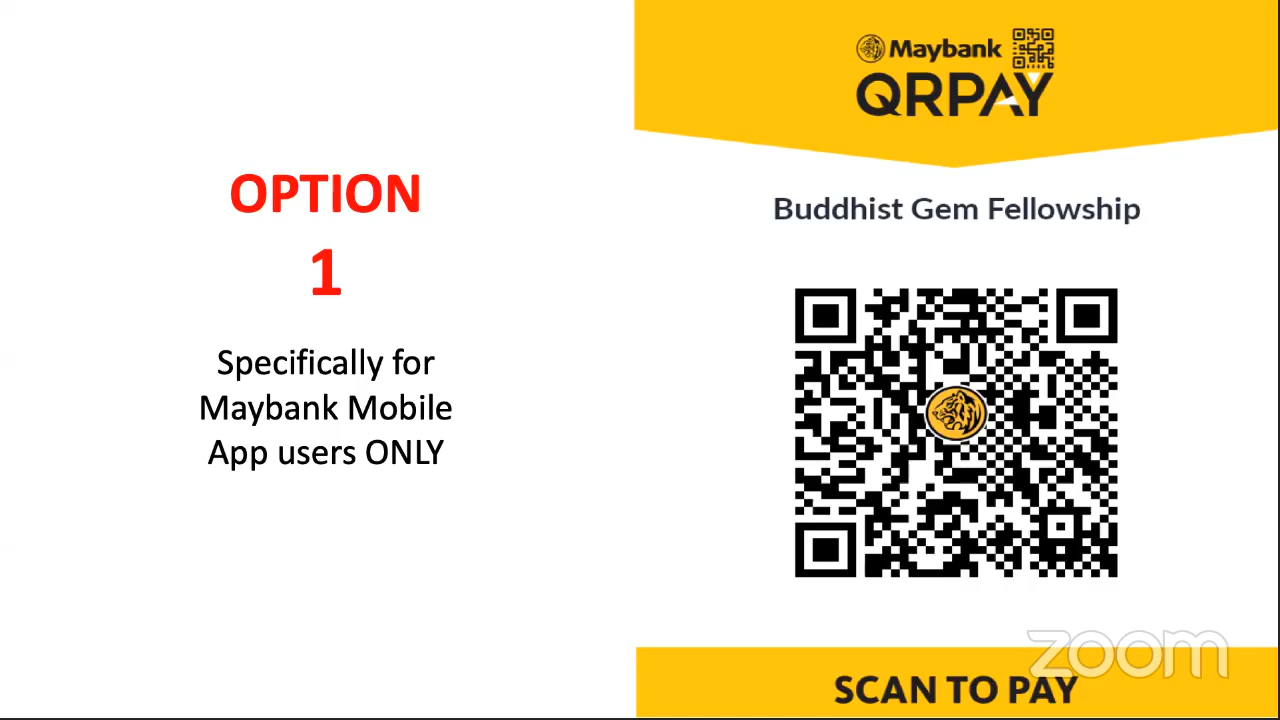 OPTION
1
Specifically for
Maybank Mobile
App users ONLY
Maybank
QRPAY
Buddhist Gem Fellowship
SCAN TO PAY
zoom